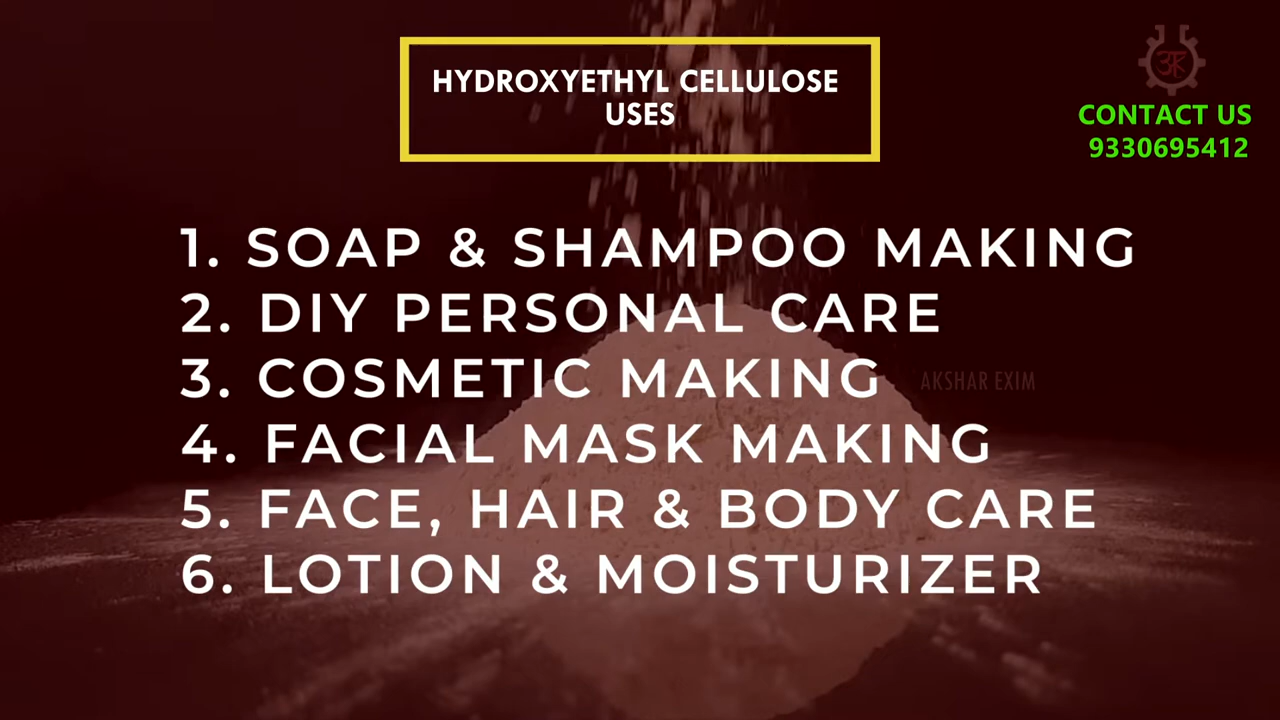 HYDROXYETHYL CELLULOSE
USES
CONTACT US
9330695412
1. SOAP & SHAMPOO MAKING
2. DIY PERSONAL CARE
3. COSMETIC MAKING
AKSHAR EXIM
4. FACIAL MASK MAKING
5. FACE, HAIR & BODY CARE
6. LOTION & MOISTURIZER